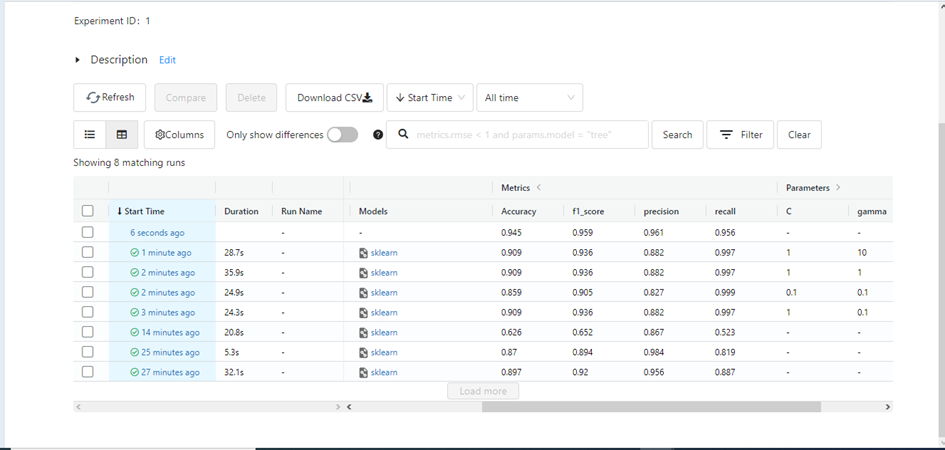 Experiment ID: 1
Description Edit
Refresh Compare Delete Download CSV Start Time All time
Columns Only show differences ? metrics.rmse < 1 and params.model = "tree" Search Filter Clear
Showing 8 matching runs
Metrics < Parameters >
Start Time Duration Run Name Models Accuracy f1_score precision recall C gamma
6 seconds ago - - 0.945 0.959 0.961 0.956 - -
1 minute ago 28.7s - sklearn 0.909 0.936 0.882 0.997 1 10
2 minutes ago 35.9s - sklearn 0.909 0.936 0.882 0.997 1 1
2 minutes ago 24.9s - sklearn 0.859 0.905 0.827 0.999 0.1 0.1
3 minutes ago 24.3s - sklearn 0.909 0.936 0.882 0.997 1 0.1
14 minutes ago 20.8s - sklearn 0.626 0.652 0.867 0.523 - -
25 minutes ago 5.3s - sklearn 0.87 0.894 0.984 0.819 - -
27 minutes ago 32.1s - sklearn 0.897 0.92 0.956 0.887 - -
Load more